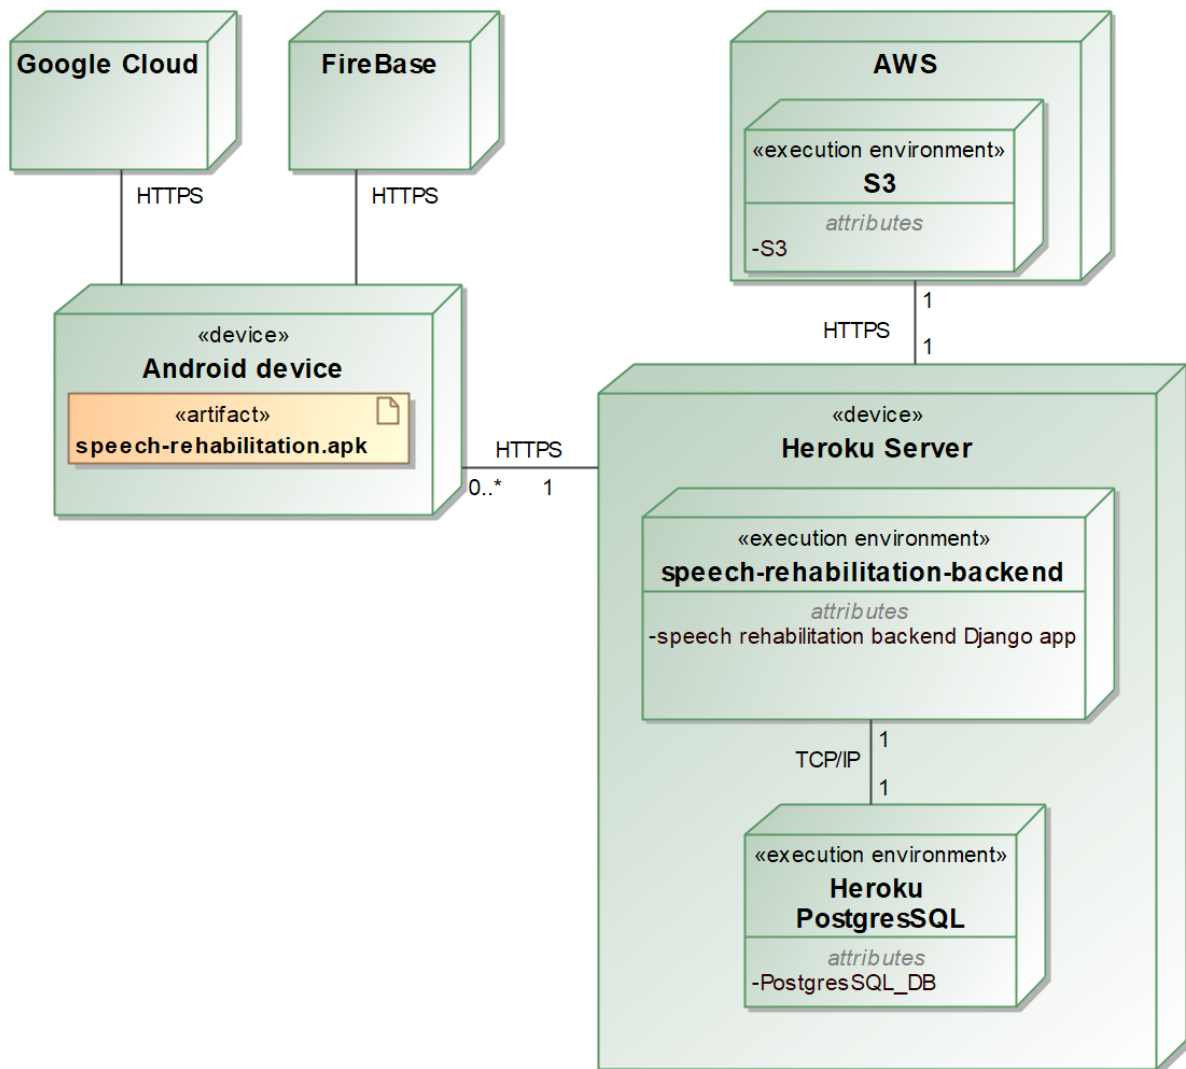 Google Cloud
FireBase
AWS
«execution environment»
S3
attributes
-S3
HTTPS
HTTPS
1
HTTPS
1
«device»
Android device
«artifact»
speech-rehabilitation.apk
HTTPS
0..* 1
«device»
Heroku Server
«execution environment»
speech-rehabilitation-backend
attributes
-speech rehabilitation backend Django app
1
TCP/IP
1
«execution environment»
Heroku
PostgresSQL
attributes
-PostgresSQL_DB